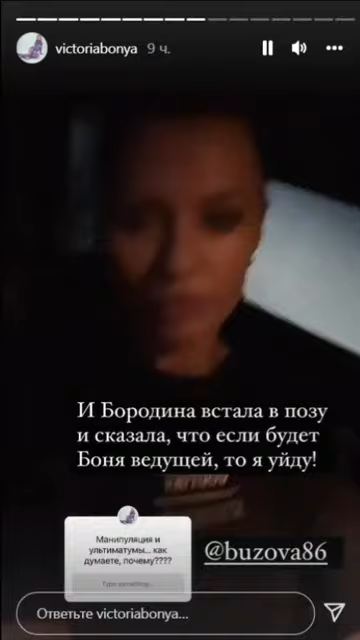 victoriabonya 9 ч.
И Бородина встала в позу
и сказала, что если будет
Боня ведущей, то я уйду!
Манипуляция и
ультиматумы... как
думаете, почему????
Type something...
@buzova86
Ответьте victoriabonya...